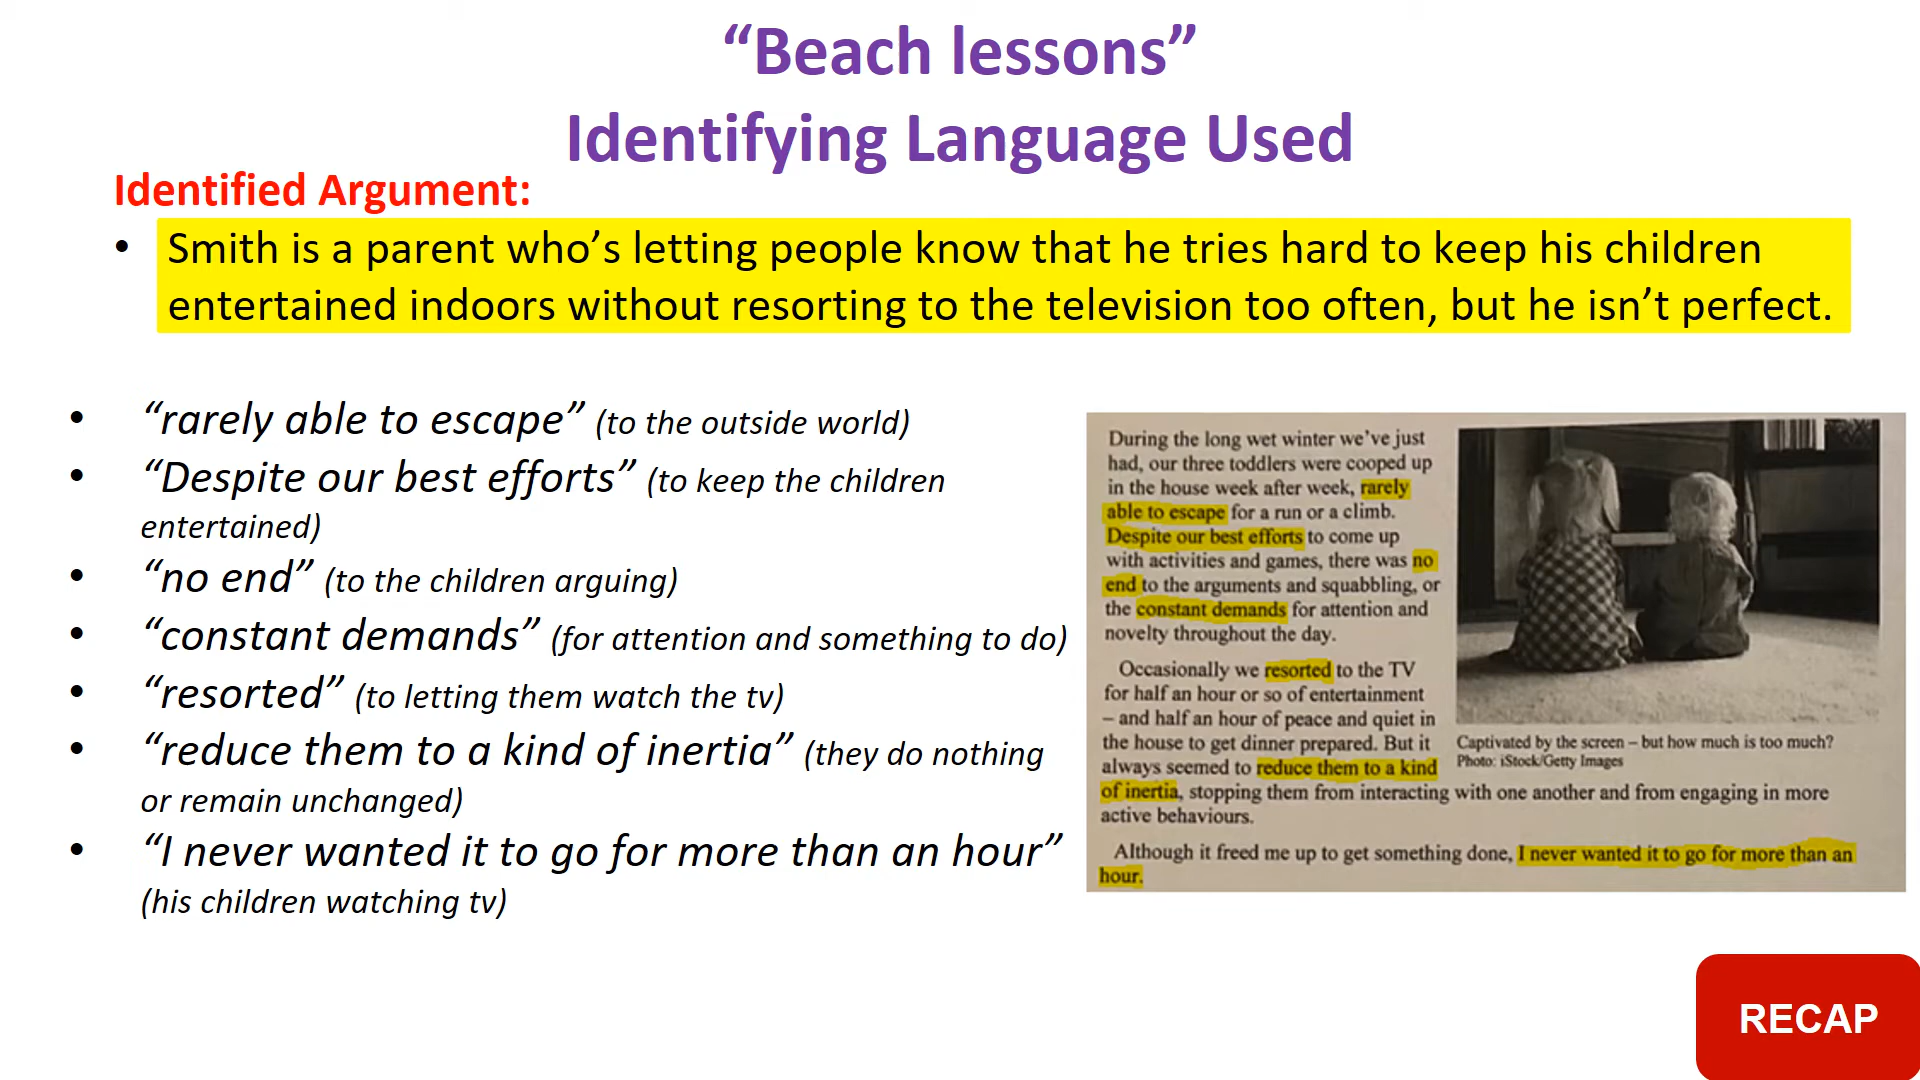 “Beach lessons”
Identifying Language Used
Identified Argument:
• Smith is a parent who’s letting people know that he tries hard to keep his children
entertained indoors without resorting to the television too often, but he isn’t perfect.
• “rarely able to escape” (to the outside world)
• “Despite our best efforts” (to keep the children
entertained)
• “no end” (to the children arguing)
• “constant demands” (for attention and something to do)
• “resorted” (to letting them watch the tv)
• “reduce them to a kind of inertia” (they do nothing
or remain unchanged)
• “I never wanted it to go for more than an hour”
(his children watching tv)
During the long wet winter we’ve just
had, our three toddlers were cooped up
in the house week after week, rarely
able to escape for a run or a climb.
Despite our best efforts to come up
with activities and games, there was no
end to the arguments and squabbling, or
the constant demands for attention and
novelty throughout the day.
Occasionally we resorted to the TV
for half an hour or so of entertainment
– and half an hour of peace and quiet in
the house to get dinner prepared. But it
always seemed to reduce them to a kind
of inertia, stopping them from interacting with one another and from engaging in more
active behaviours.
Although it freed me up to get something done, I never wanted it to go for more than an
hour.
Captivated by the screen – but how much is too much?
Photo: iStock/Getty Images
RECAP